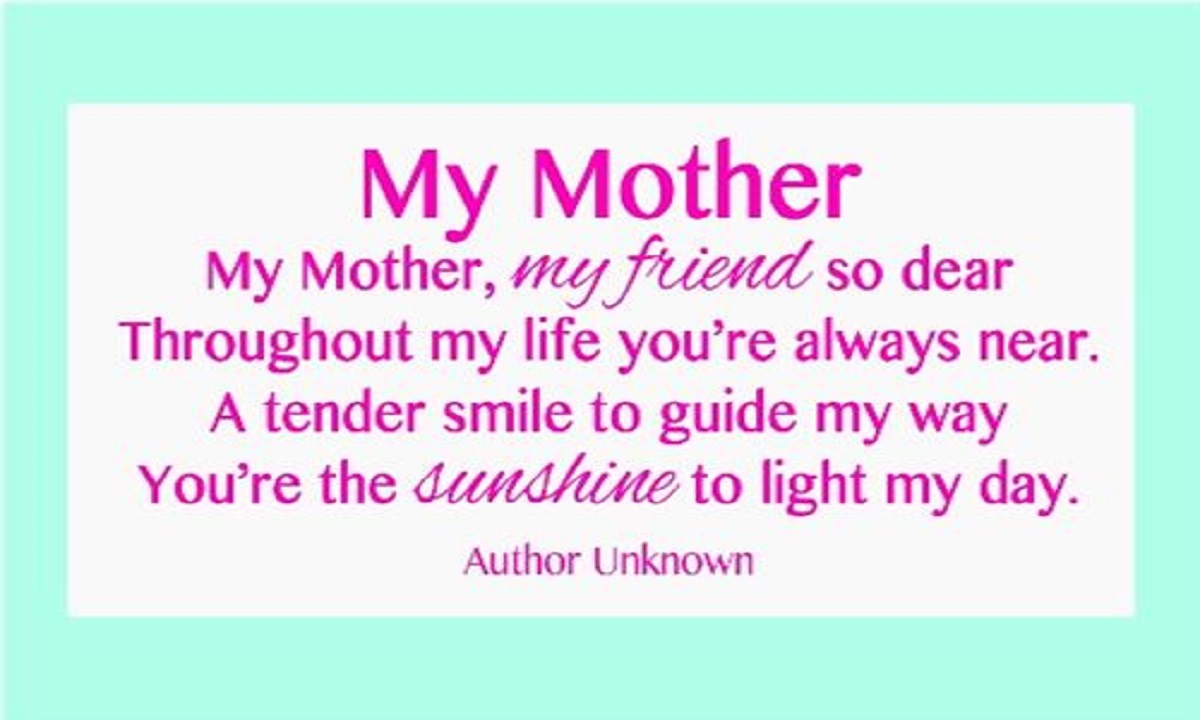 My Mother
My Mother, my friend so dear
Throughout my life you’re always near.
A tender smile to guide my way
You’re the sunshine to light my day.
Author Unknown